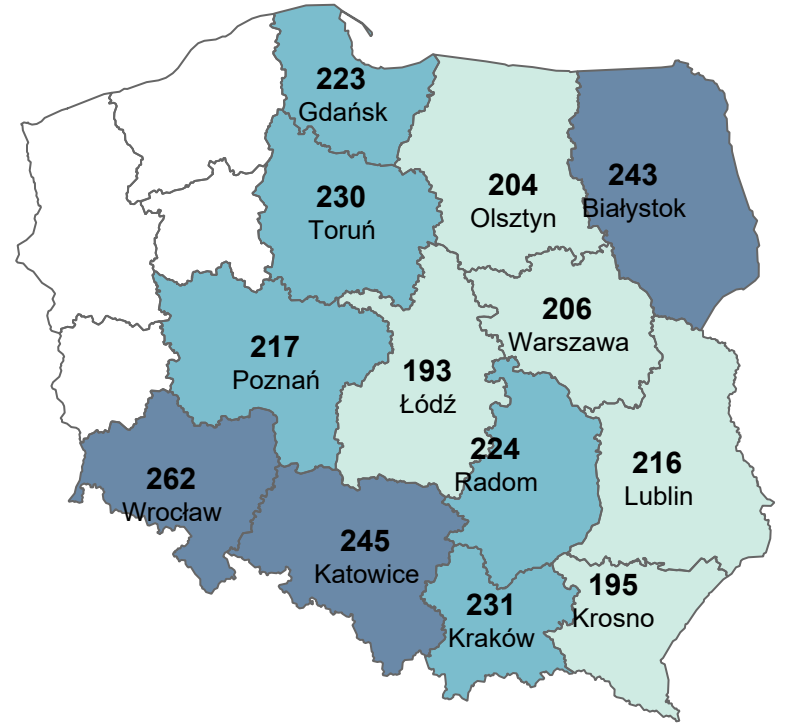 223
Gdańsk
230
Toruń
204
Olsztyn
243
Białystok
206
Warszawa
217
Poznań
193
Łódź
224
Radom
216
Lublin
262
Wrocław
245
Katowice
231
Kraków
195
Krosno